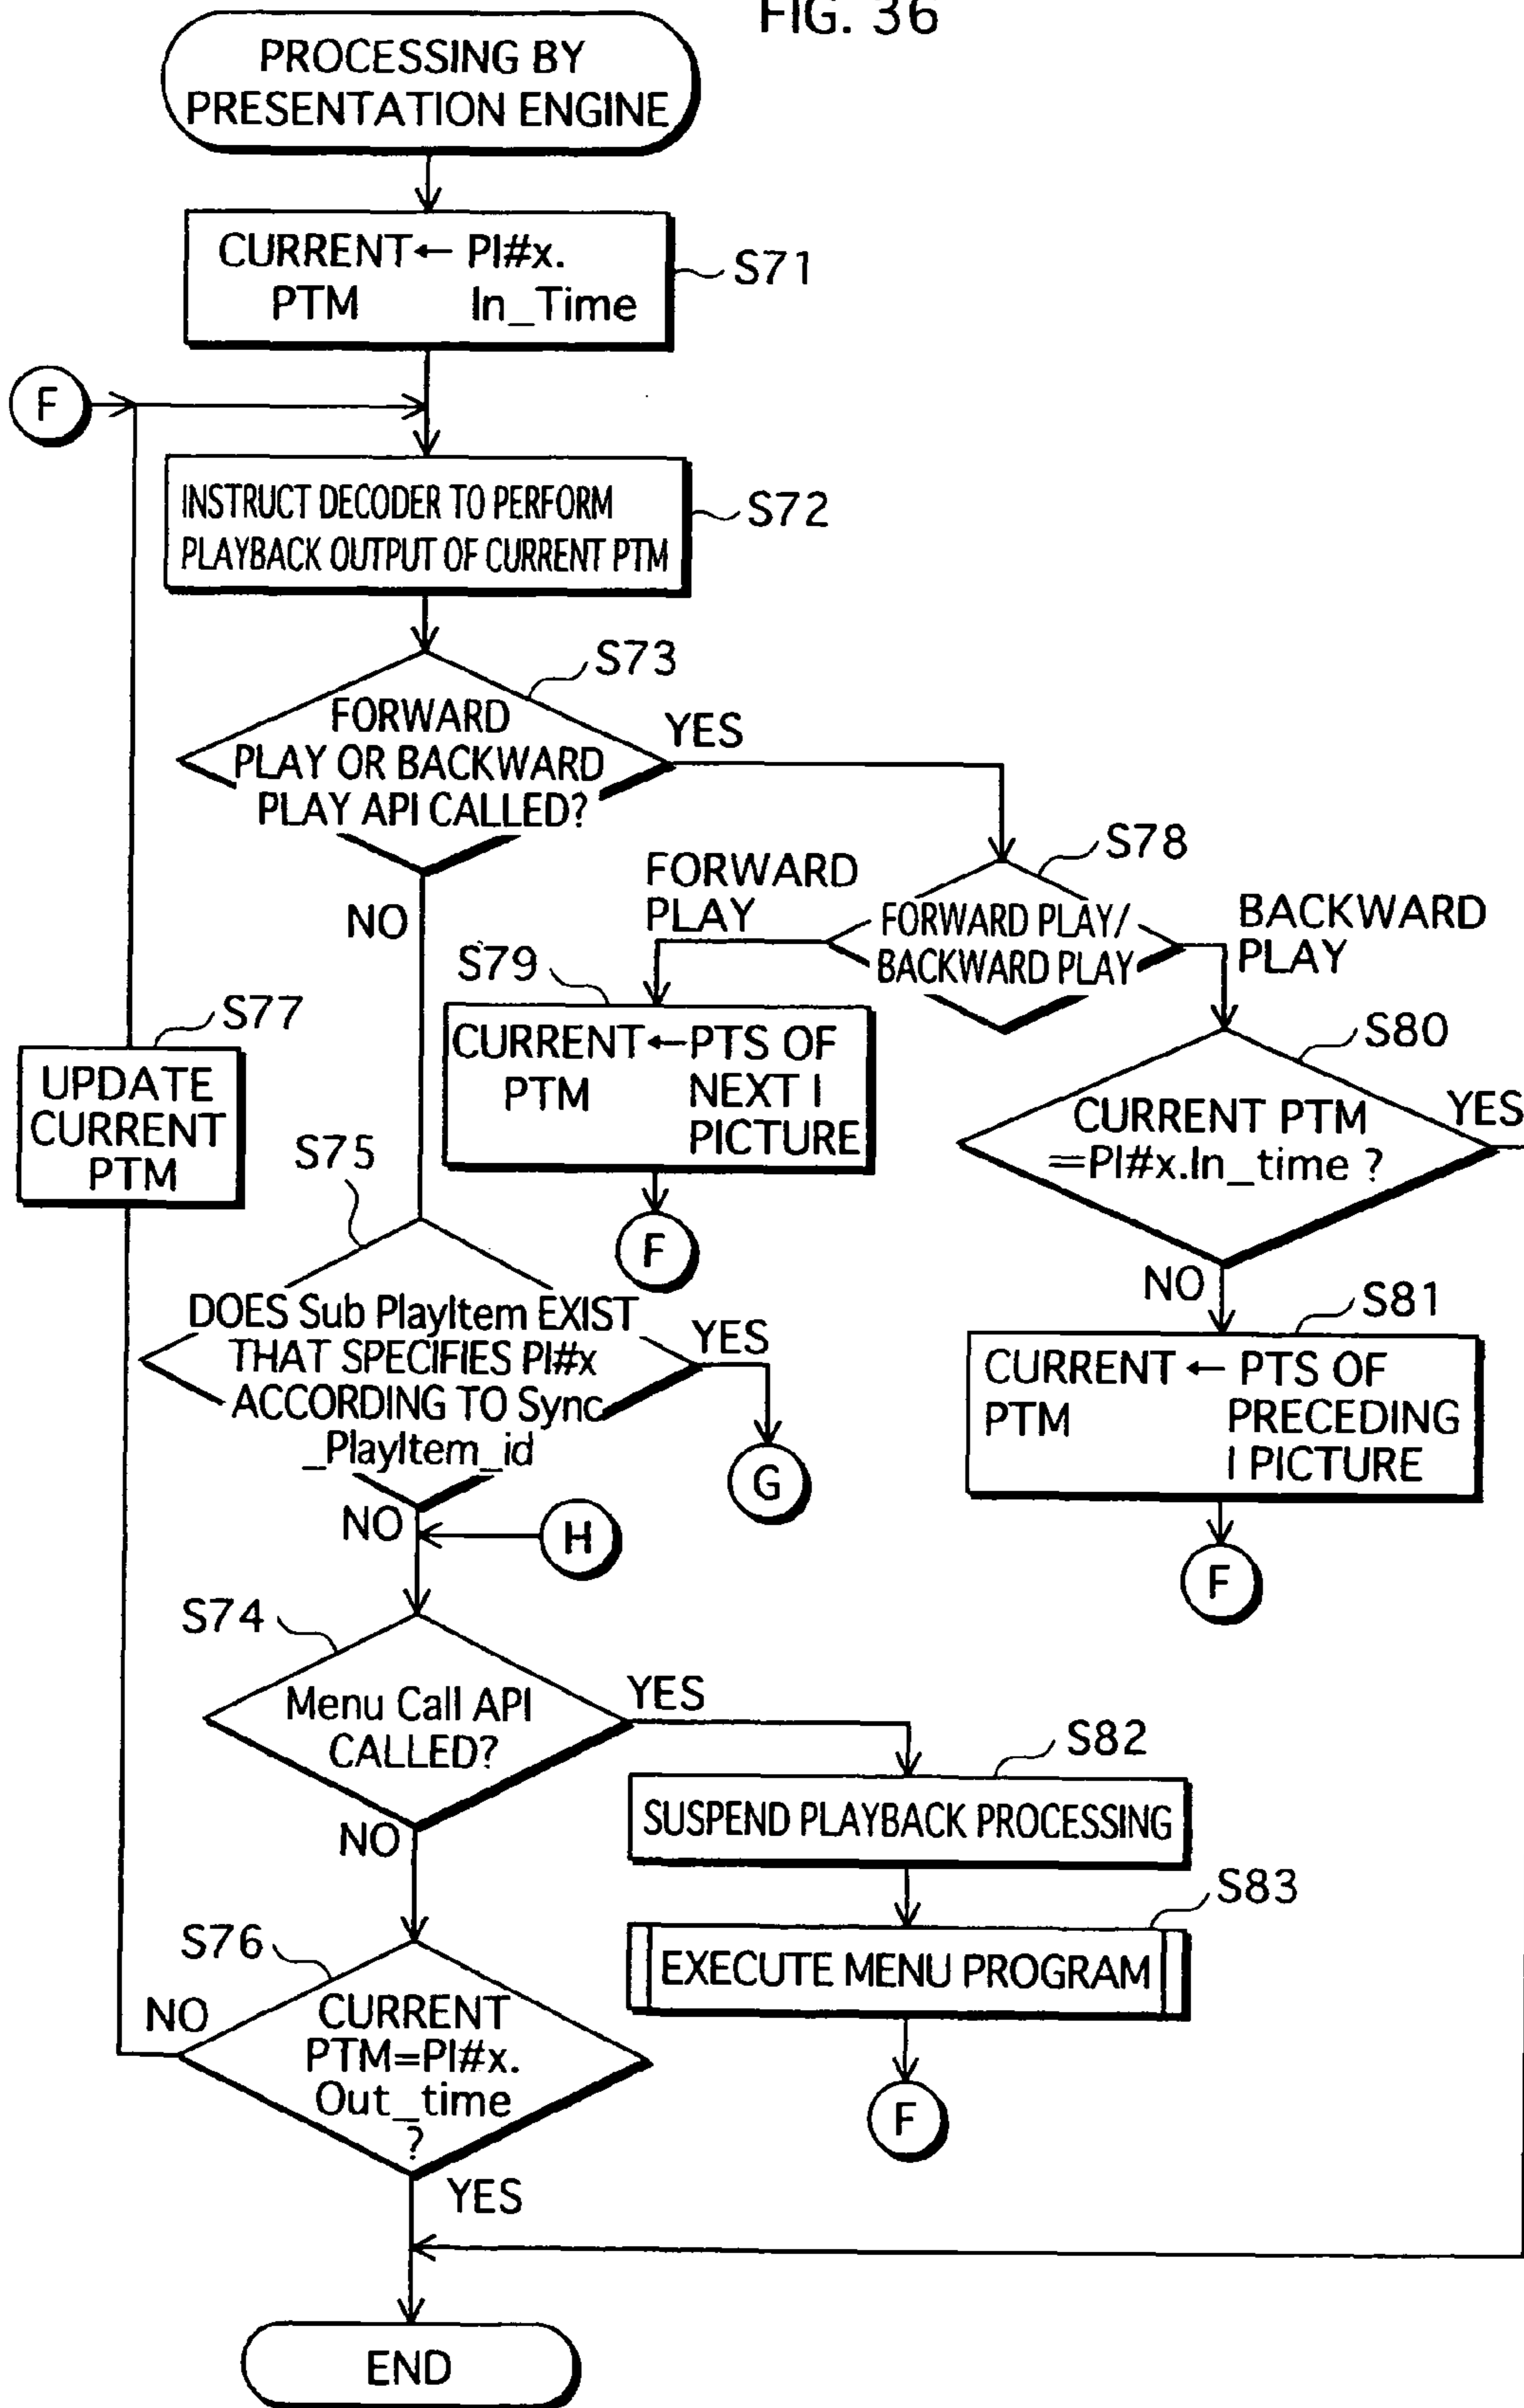 FIG. 36
PROCESSING BY
PRESENTATION ENGINE
CURRENT ← PI#x.
PTM In_Time
S71
F
INSTRUCT DECODER TO PERFORM
PLAYBACK OUTPUT OF CURRENT PTM
S72
S73
FORWARD
PLAY OR BACKWARD
PLAY API CALLED?
YES
NO
S78
FORWARD
PLAY
FORWARD PLAY/
BACKWARD PLAY
BACKWARD
PLAY
S79
CURRENT ← PTS OF
PTM NEXT I
PICTURE
F
S77
UPDATE
CURRENT
PTM
S80
CURRENT PTM
=PI#x.In_time ?
YES
NO
S81
CURRENT ← PTS OF
PTM PRECEDING
I PICTURE
F
S75
DOES Sub PlayItem EXIST
THAT SPECIFIES PI#x
ACCORDING TO Sync
_PlayItem_id
YES
G
NO
H
S74
Menu Call API
CALLED?
YES
NO
S82
SUSPEND PLAYBACK PROCESSING
S83
EXECUTE MENU PROGRAM
F
S76
NO
CURRENT
PTM=PI#x.
Out_time
?
YES
END